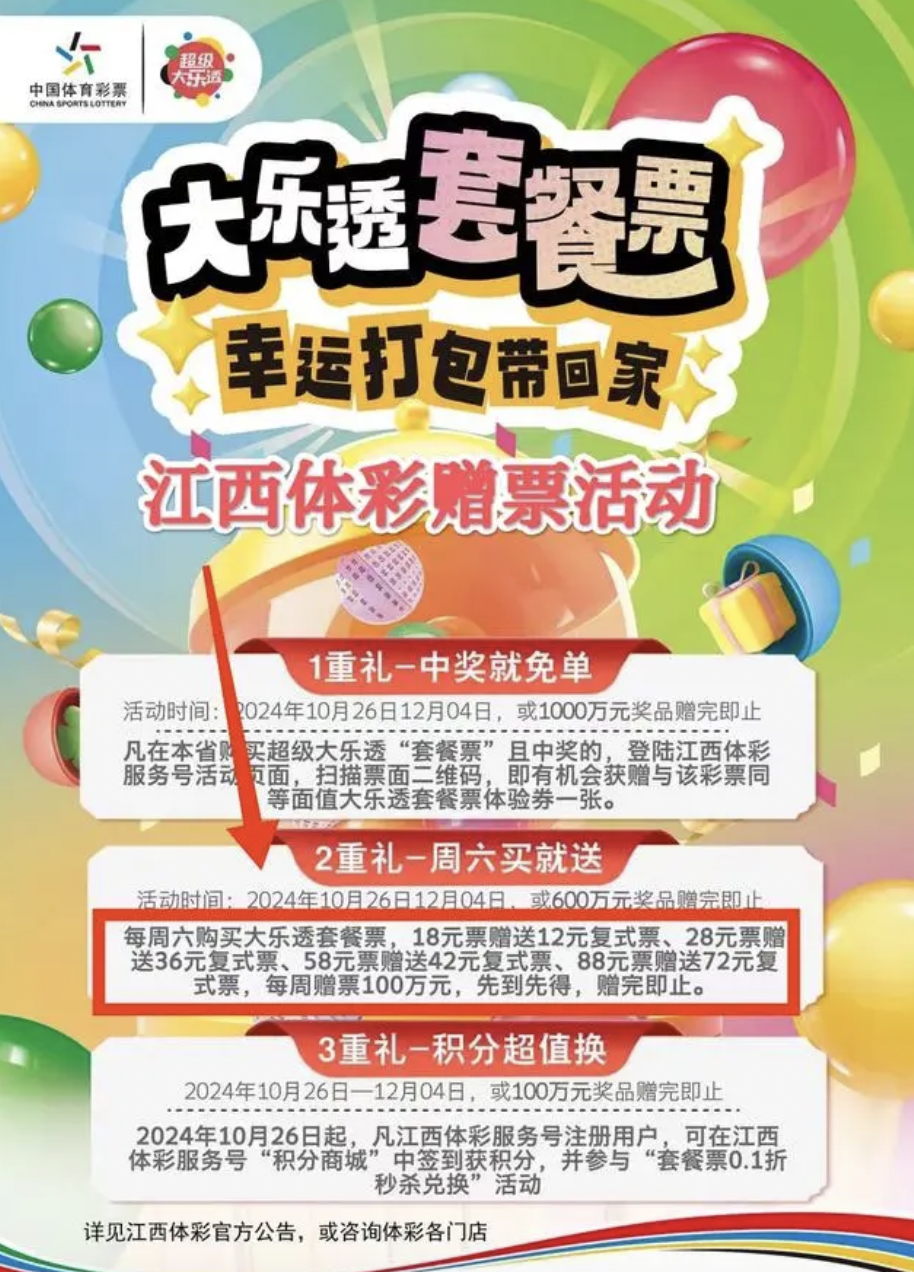 中国体育彩票
CHINA SPORTS LOTTERY
超级
大乐透
大乐透套餐票
幸运打包带回家
江西体彩赠票活动
1重礼–中奖就免单
活动时间：2024年10月26日12月04日，或1000万元奖品赠完即止
凡在本省购买超级大乐透“套餐票”且中奖的，登陆江西体彩
服务号活动页面，扫描票面二维码，即有机会获赠与该彩票同
等面值大乐透套餐票体验券一张。
2重礼–周六买就送
活动时间：2024年10月26日12月04日，或600万元奖品赠完即止
每周六购买大乐透套餐票，18元票赠送12元复式票、28元票赠
送36元复式票、58元票赠送42元复式票、88元票赠送72元复
式票，每周赠票100万元，先到先得，赠完即止。
3重礼–积分超值换
2024年10月26日—12月04日，或100万元奖品赠完即止
2024年10月26日起，凡江西体彩服务号注册用户，可在江西
体彩服务号“积分商城”中签到获积分，并参与“套餐票0.1折
秒杀兑换”活动
详见江西体彩官方公告，或咨询体彩各门店